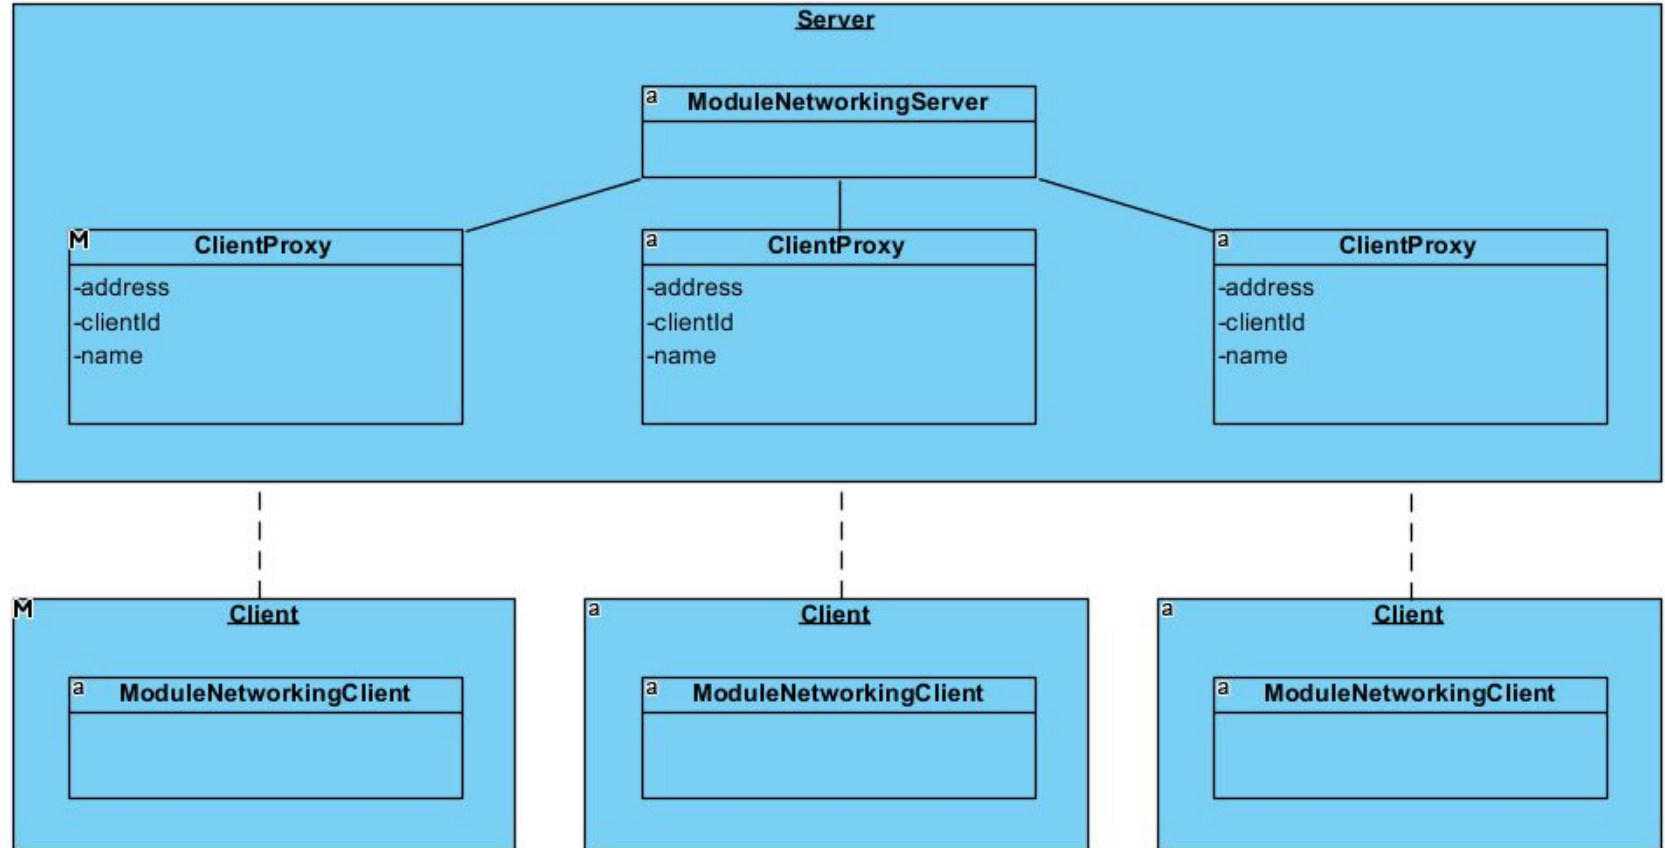 Server
a ModuleNetworkingServer
M ClientProxy
-address
-clientId
-name
a ClientProxy
-address
-clientId
-name
a ClientProxy
-address
-clientId
-name
M Client
a ModuleNetworkingClient
a Client
a ModuleNetworkingClient
a Client
a ModuleNetworkingClient